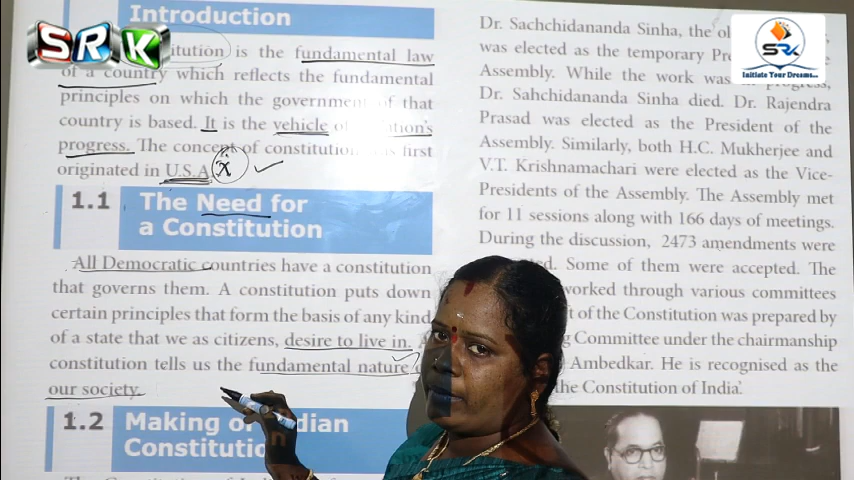 SRK
Introduction
itution is the fundamental law
of a country which reflects the fundamental
principles on which the government of that
country is based. It is the vehicle of
progress. The concept of constitution first
originated in U.S.A
1.1 The Need for
a Constitution
All Democratic countries have a constitution
that governs them. A constitution puts down
certain principles that form the basis of any kind
of a state that we as citizens, desire to live in.
constitution tells us the fundamental nature
our society.
1.2 Making of
Constitution
Dr. Sachchidananda Sinha, the
was elected as the temporary
Assembly. While the work was progress,
Dr. Sahchidananda Sinha died. Dr. Rajendra
Prasad was elected as the President of the
Assembly. Similarly, both H.C. Mukherjee and
V.T. Krishnamachari were elected as the Vice-
Presidents of the Assembly. The Assembly met
for 11 sessions along with 166 days of meetings.
During the discussion, 2473 amendments were
Some of them were accepted. The
worked through various committees
of the Constitution was prepared by
Committee under the chairmanship
Ambedkar. He is recognised as the
the Constitution of India'.
SRK
Initiate Your Dreams...